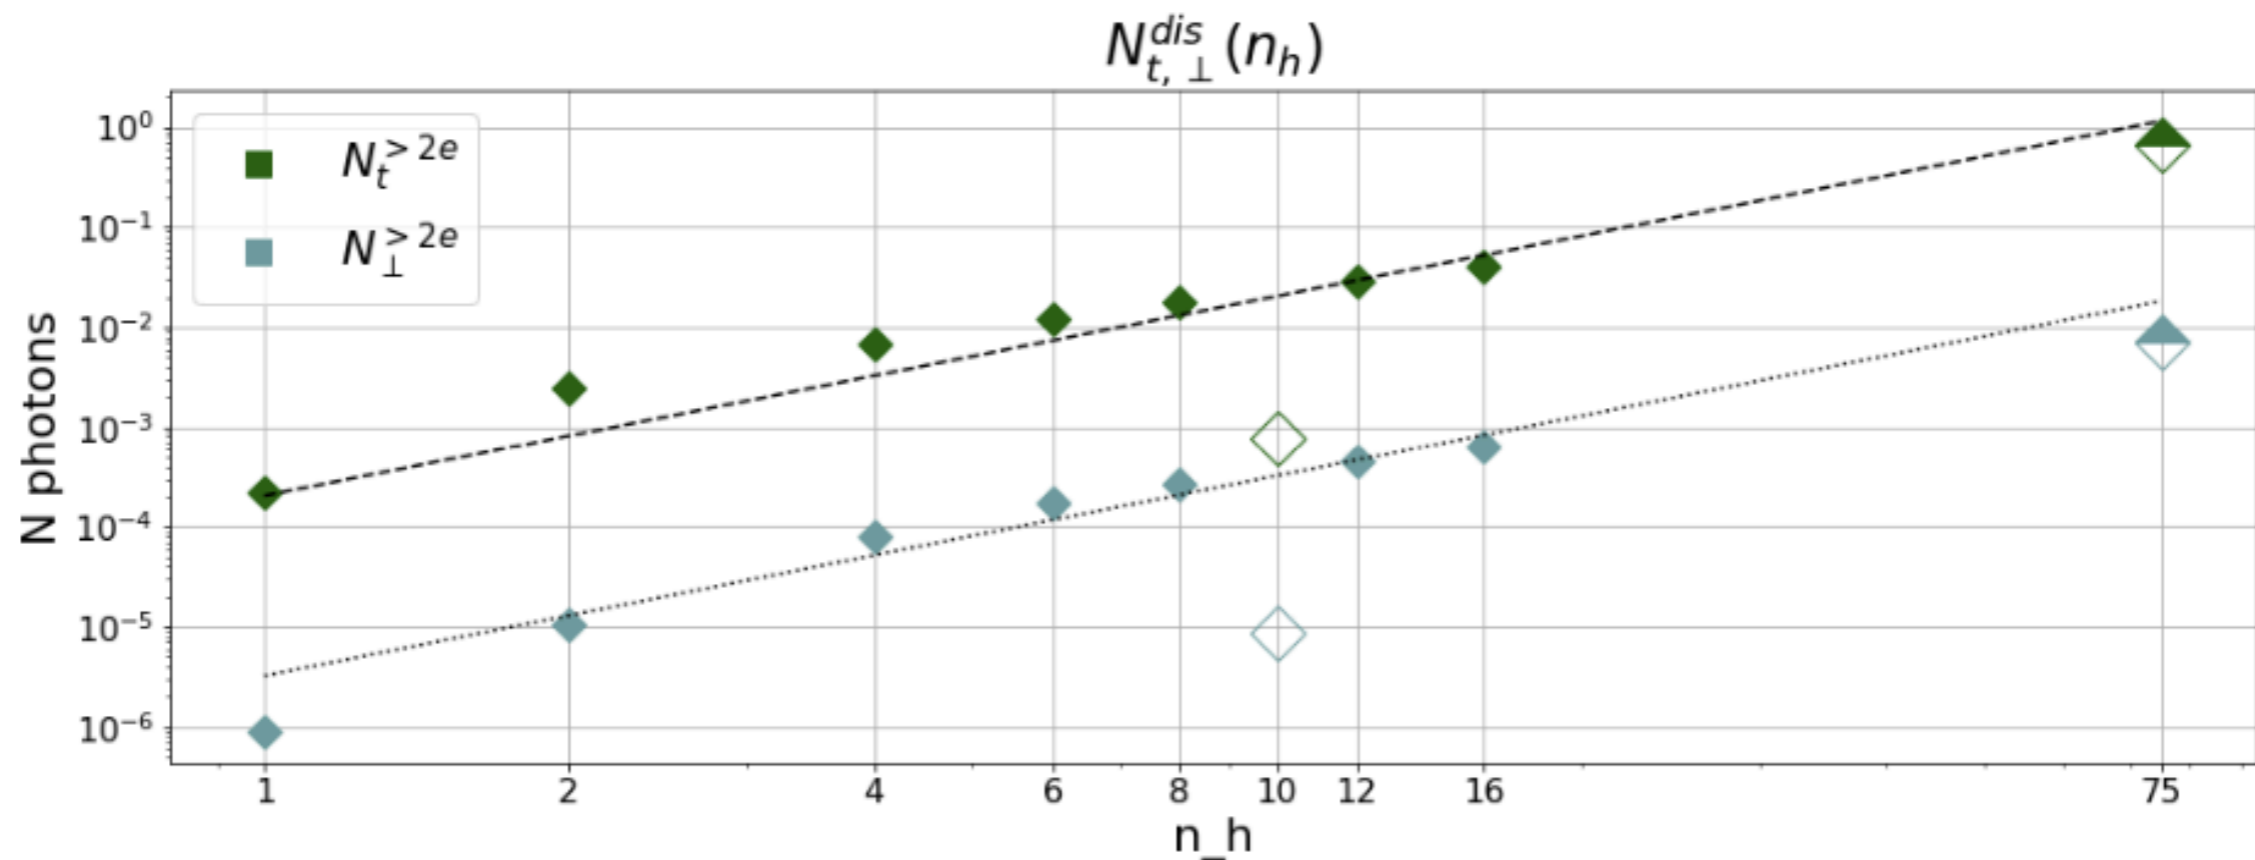 N_{t, ⊥}^{dis}(n_h)
10^0
10^{-1}
10^{-2}
10^{-3}
10^{-4}
10^{-5}
10^{-6}
N photons
N_t^{> 2e}
N_⊥^{> 2e}
1 2 4 6 8 10 12 16 75
n_h